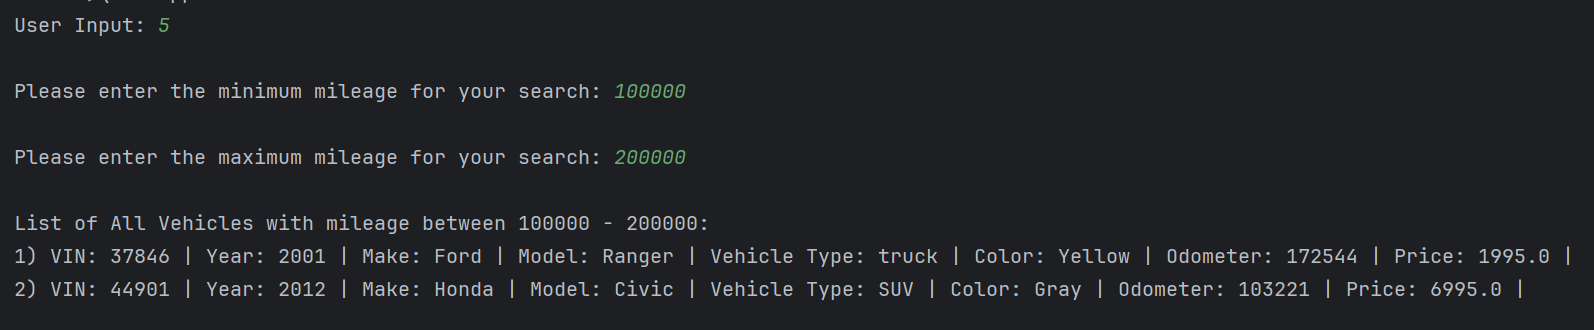 User Input: 5
Please enter the minimum mileage for your search: 100000
Please enter the maximum mileage for your search: 200000
List of All Vehicles with mileage between 100000 - 200000:
1) VIN: 37846 | Year: 2001 | Make: Ford | Model: Ranger | Vehicle Type: truck | Color: Yellow | Odometer: 172544 | Price: 1995.0 |
2) VIN: 44901 | Year: 2012 | Make: Honda | Model: Civic | Vehicle Type: SUV | Color: Gray | Odometer: 103221 | Price: 6995.0 |